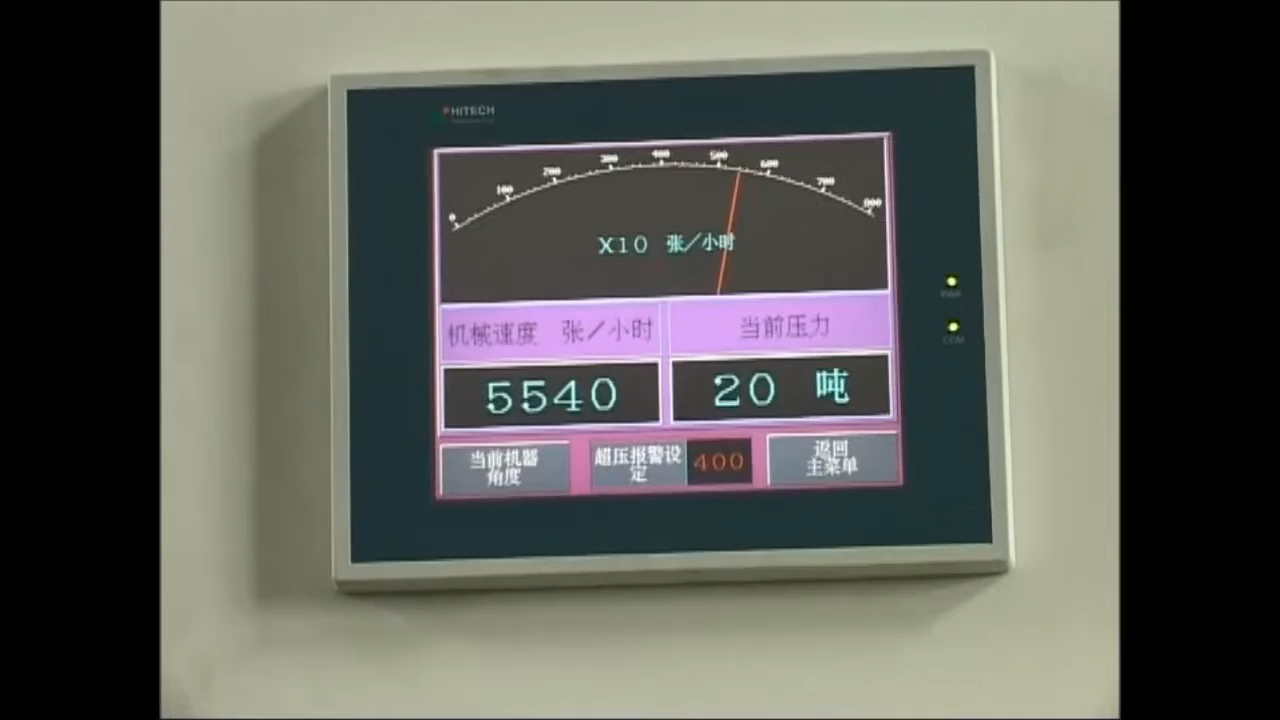 HITECH
0 100 200 300 400 500 600 700 800
X10 张/小时
机械速度 张/小时 当前压力
5540 20 吨
当前机器
角度
超压报警设
定
400
返回
主菜单
COM